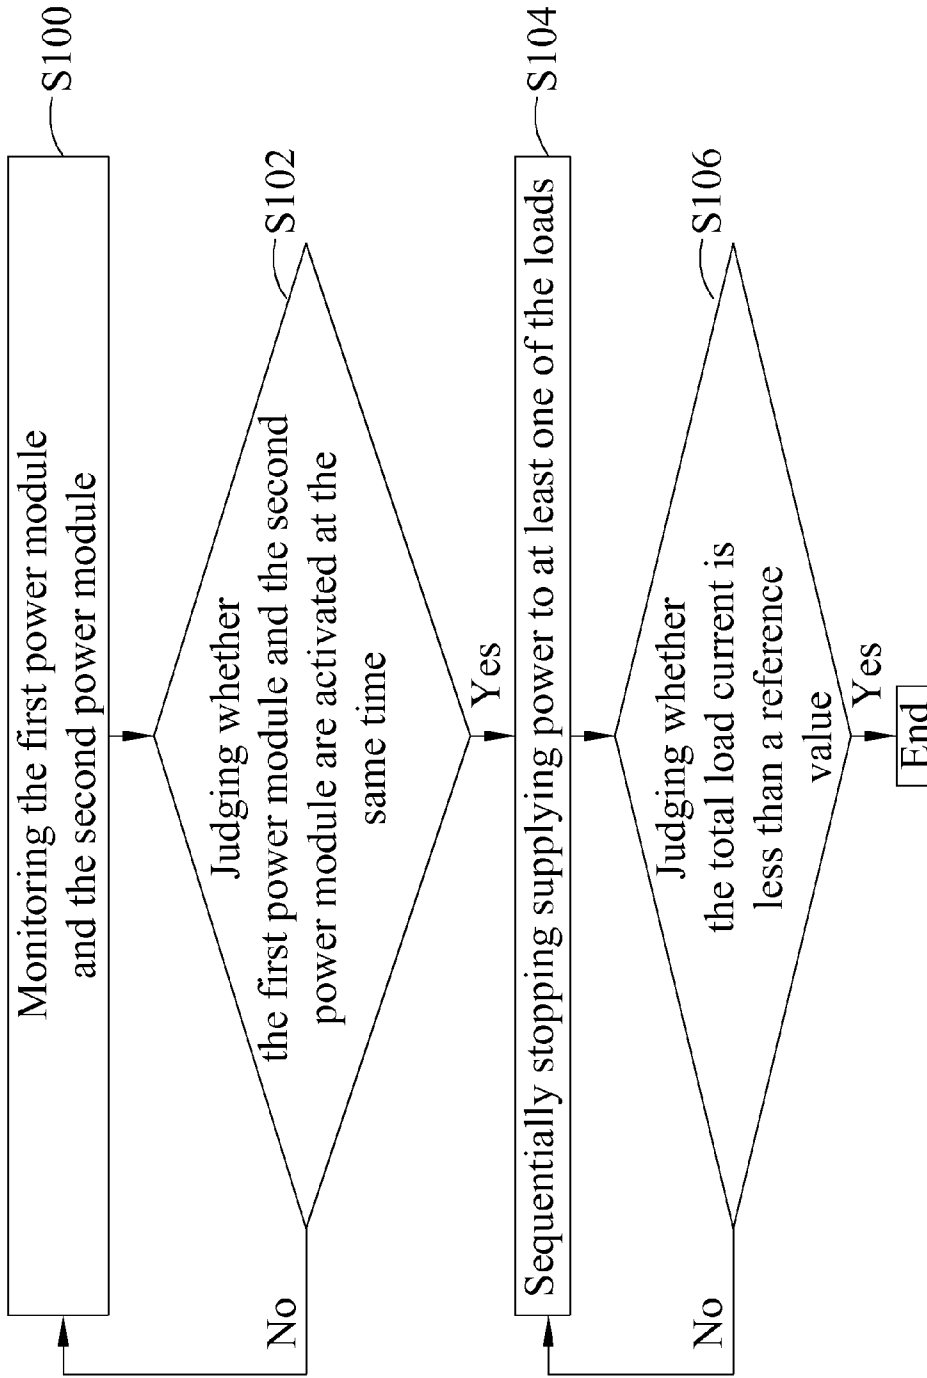 S100
Monitoring the first power module
and the second power module
S102
Judging whether
the first power module and the second
power module are activated at the
same time
No
Yes
S104
Sequentially stopping supplying power to at least one of the loads
S106
Judging whether
the total load current is
less than a reference
value
No
Yes
End